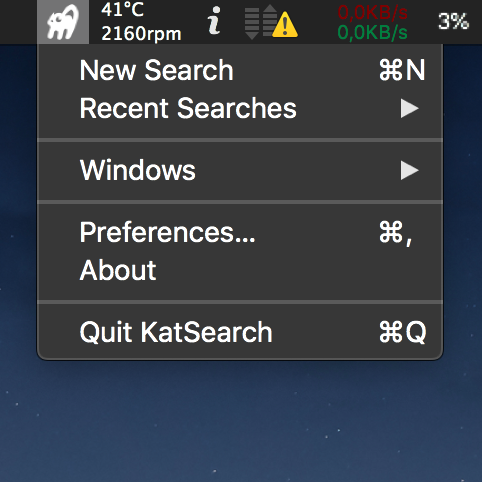 41°C
2160rpm
i
0,0KB/s
0,0KB/s
3%
New Search ⌘N
Recent Searches ▶
Windows ▶
Preferences... ⌘,
About
Quit KatSearch ⌘Q